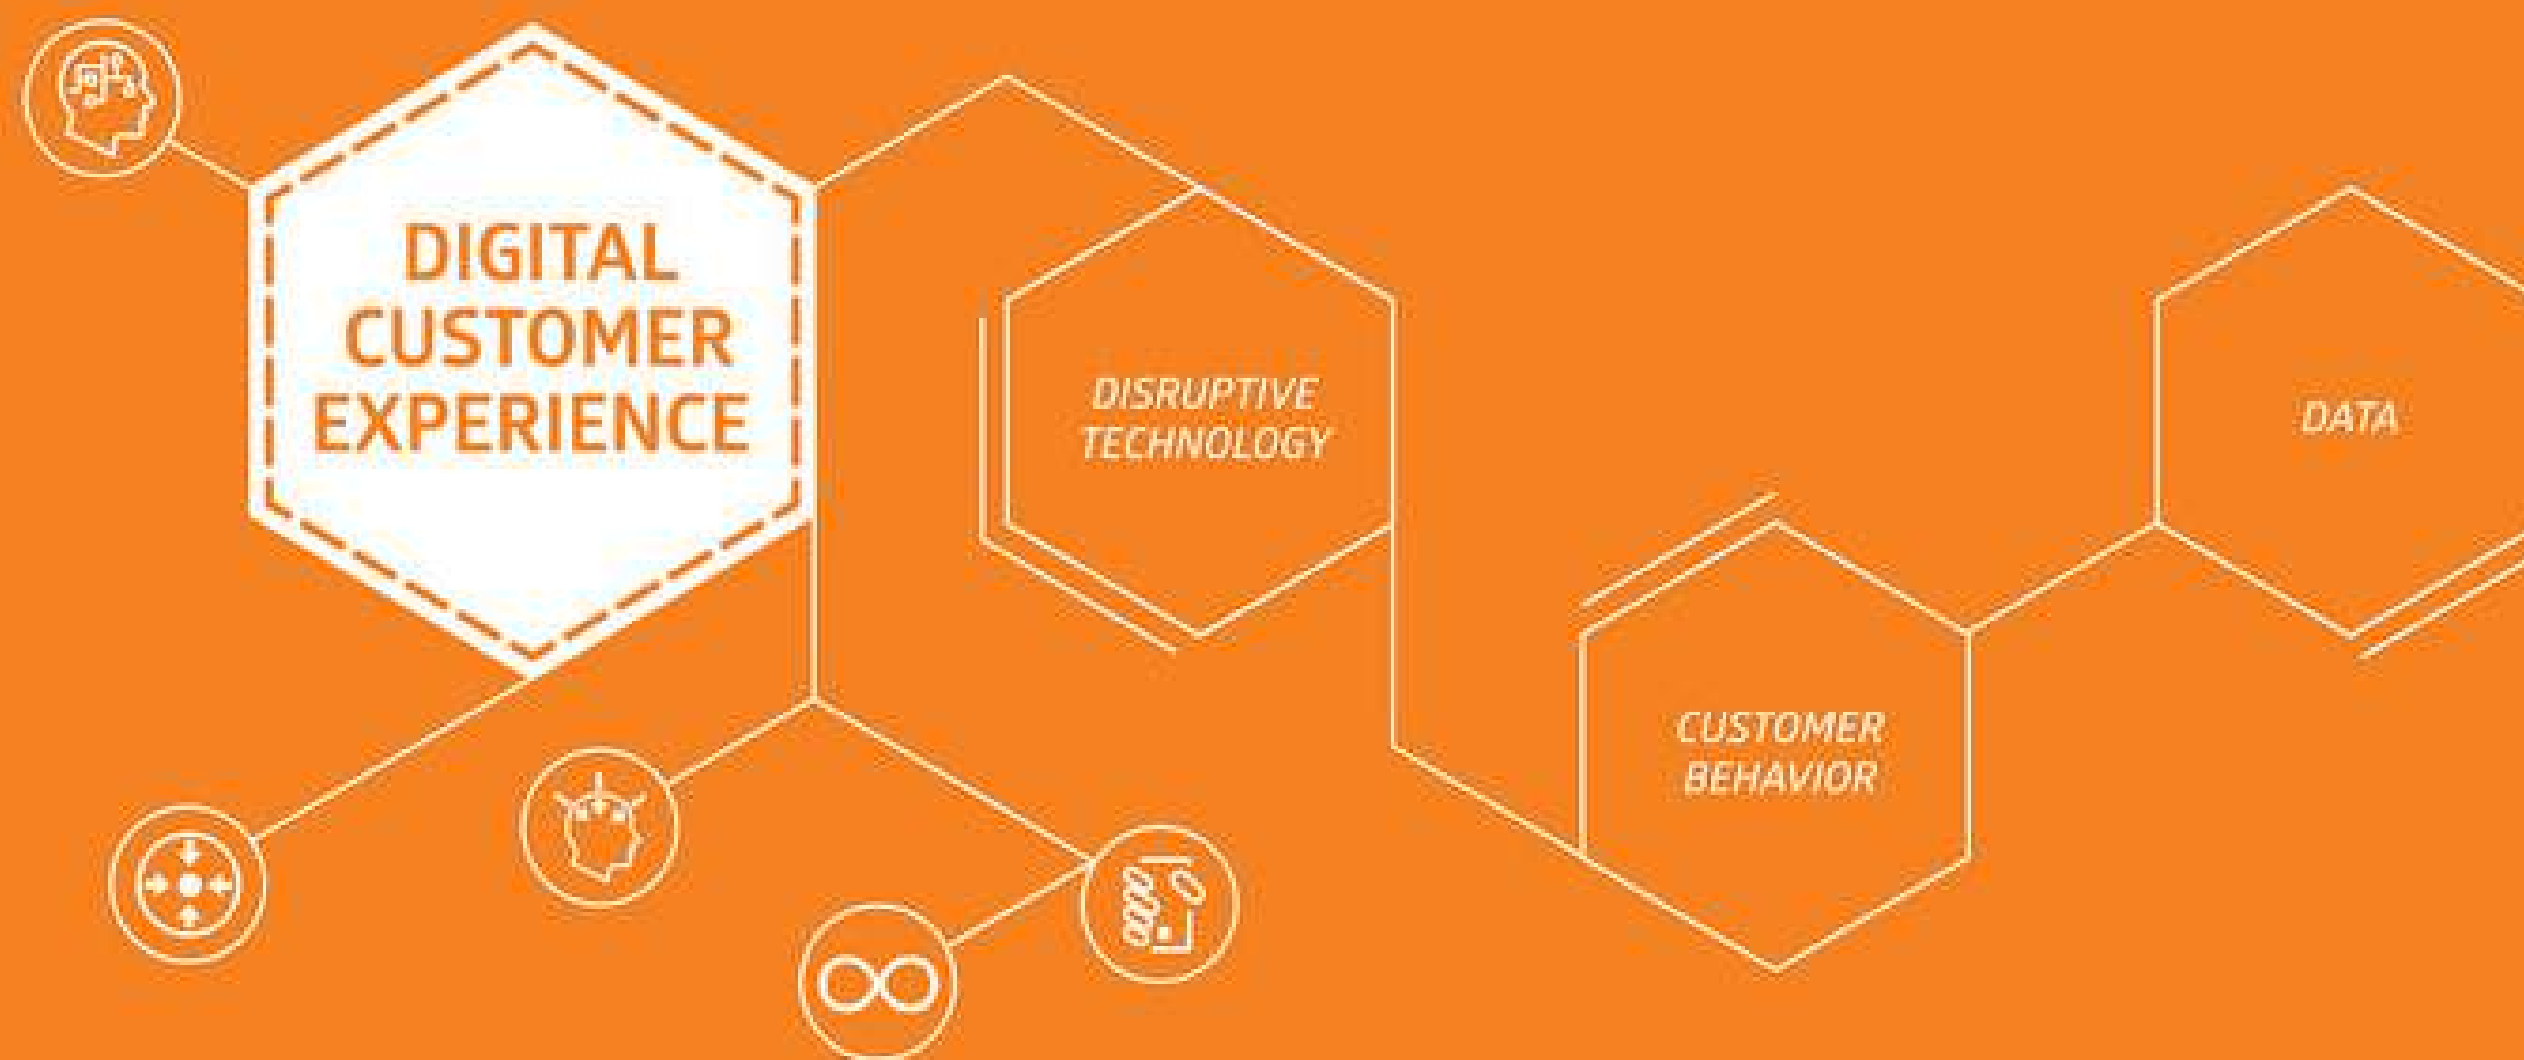 DIGITAL
CUSTOMER
EXPERIENCE
DISRUPTIVE
TECHNOLOGY
CUSTOMER
BEHAVIOR
DATA